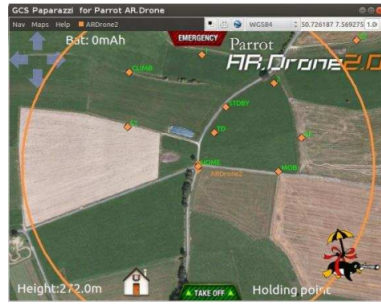 GCS Paparazzi for Parrot AR.Drone
Nav Maps Help ARDrone2 WGS84 50.726187 7.569275 1.0
Bat: 0mAh
EMERGENCY
Parrot
AR.Drone2.0
CLIMB
STDBY
TD
HOME
ARDrone2
MOB
Height:272.0m
TAKE OFF
Holding point